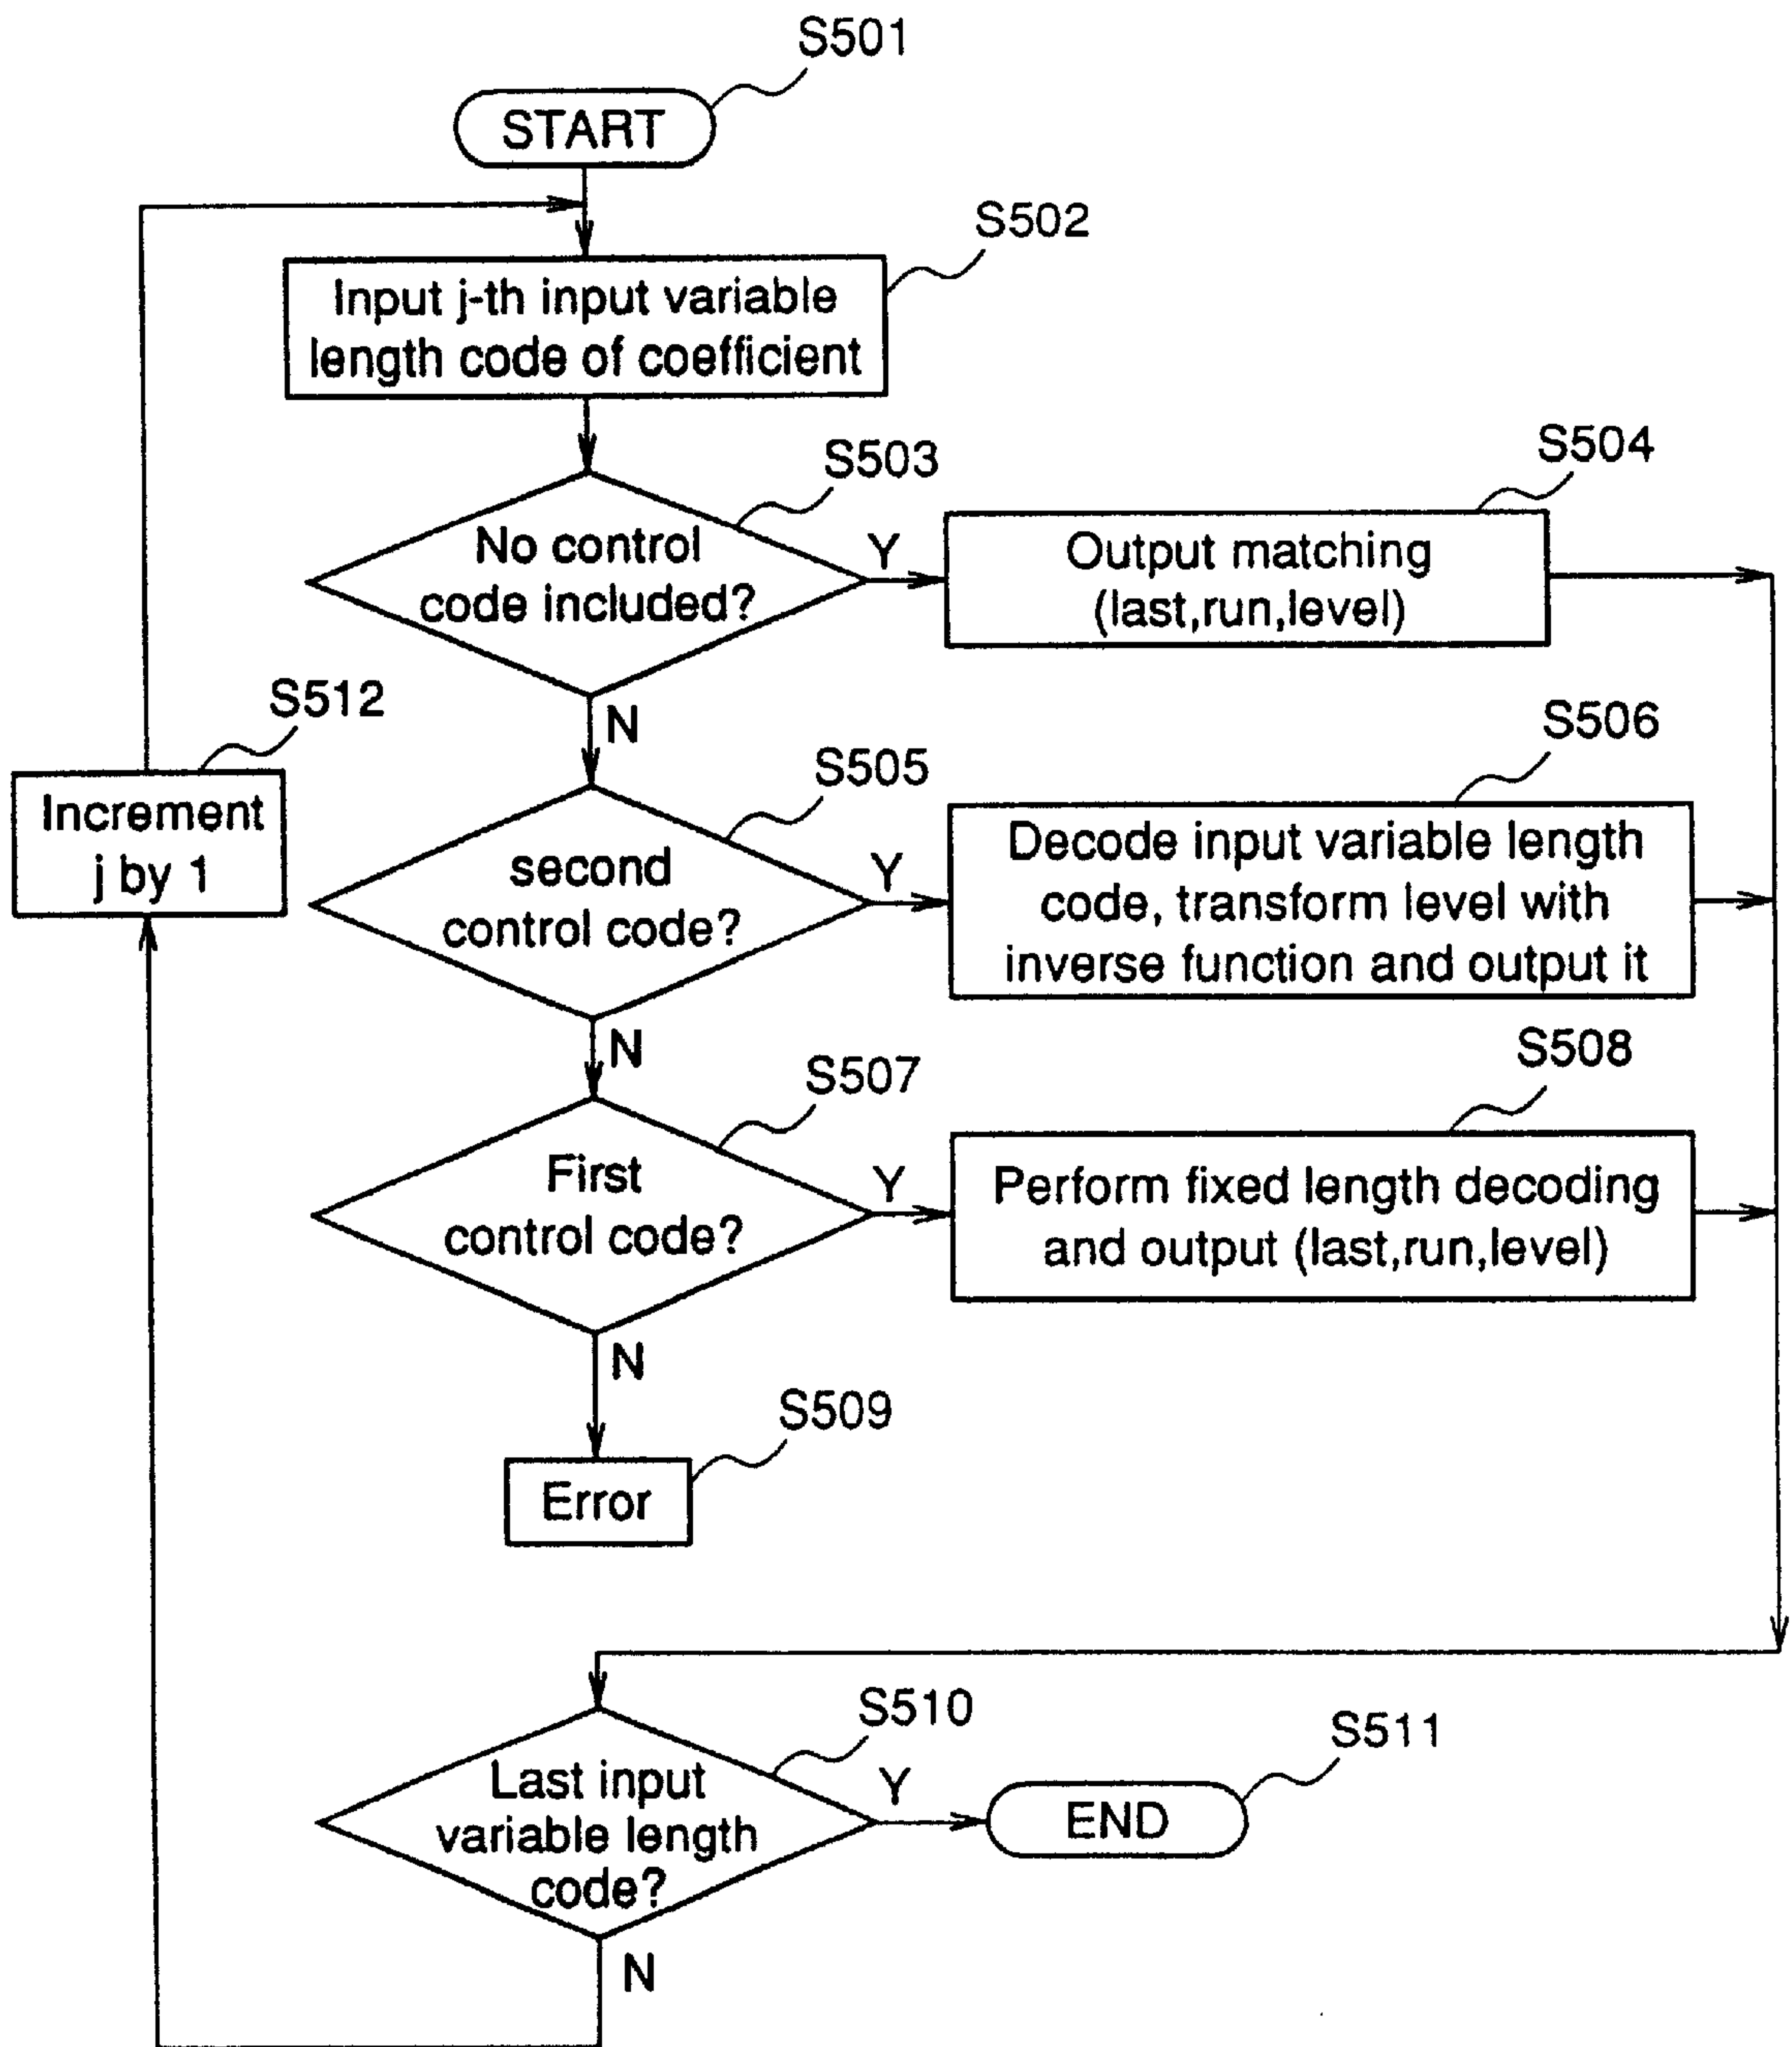 S501
START
S502
Input j-th input variable
length code of coefficient
S503
No control
code included?
Y
N
S504
Output matching
(last,run,level)
S512
Increment
j by 1
S505
second
control code?
Y
N
S506
Decode input variable length
code, transform level with
inverse function and output it
S507
First
control code?
Y
N
S508
Perform fixed length decoding
and output (last,run,level)
S509
Error
S510
Last input
variable length
code?
Y
N
S511
END